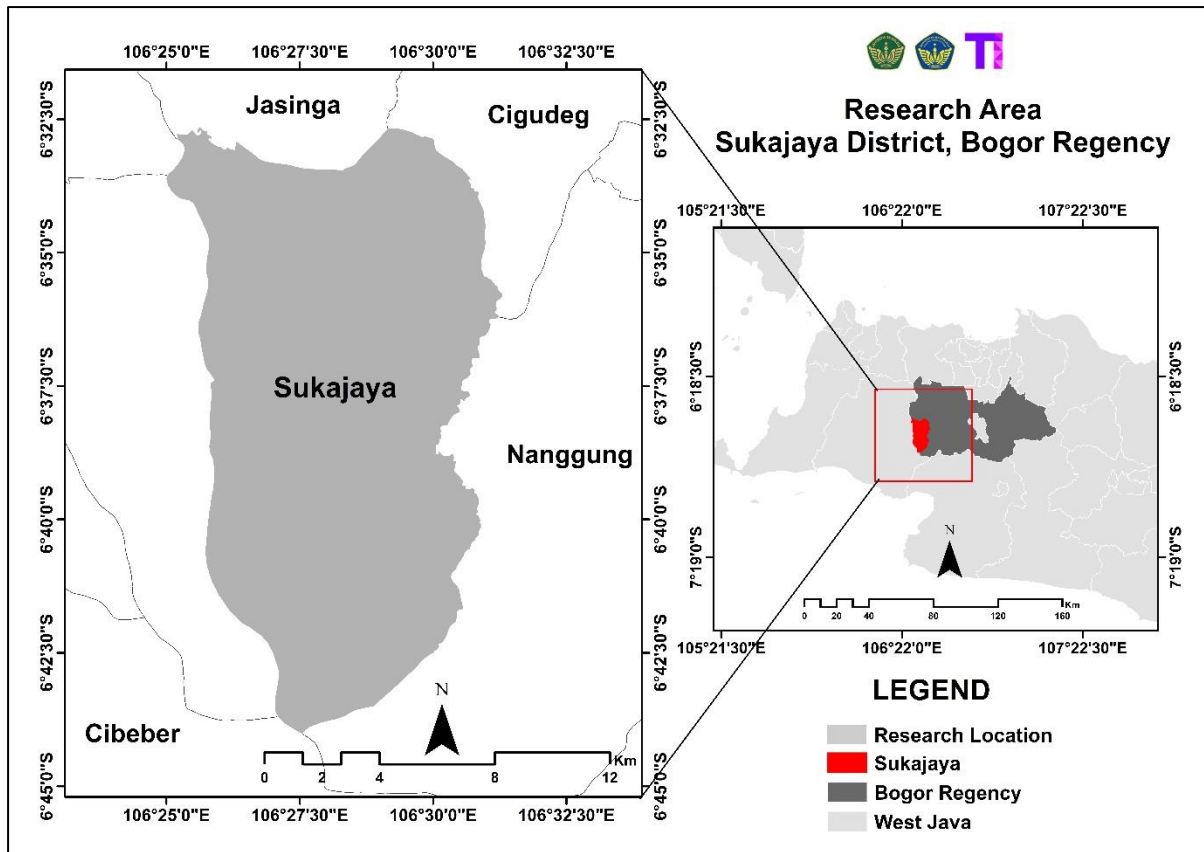 106°25'0"E 106°27'30"E 106°30'0"E 106°32'30"E
6°32'30"S 6°35'0"S 6°37'30"S 6°40'0"S 6°42'30"S 6°45'0"S
Jasinga
Cigudeg
Sukajaya
Nanggung
Cibeber
N
0 2 4 8 12 Km
6°32'30"S 6°35'0"S 6°37'30"S 6°40'0"S 6°42'30"S 6°45'0"S
106°25'0"E 106°27'30"E 106°30'0"E 106°32'30"E
TI
Research Area
Sukajaya District, Bogor Regency
105°21'30"E 106°22'0"E 107°22'30"E
6°18'30"S 7°19'0"S
N
0 20 40 80 120 160 Km
6°18'30"S 7°19'0"S
105°21'30"E 106°22'0"E 107°22'30"E
LEGEND
Research Location
Sukajaya
Bogor Regency
West Java